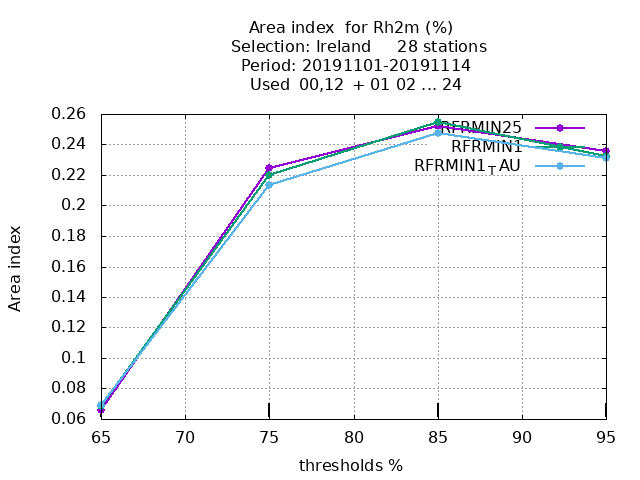 Area index  for Rh2m (%)
Selection: Ireland     28 stations
Period: 20191101-20191114
Used  00,12  + 01 02 ... 24
0.26
0.24
0.22
0.2
0.18
0.16
0.14
0.12
0.1
0.08
0.06
Area index
RFRMIN25
RFRMIN1
RFRMIN1TAU
65 70 75 80 85 90 95
thresholds %